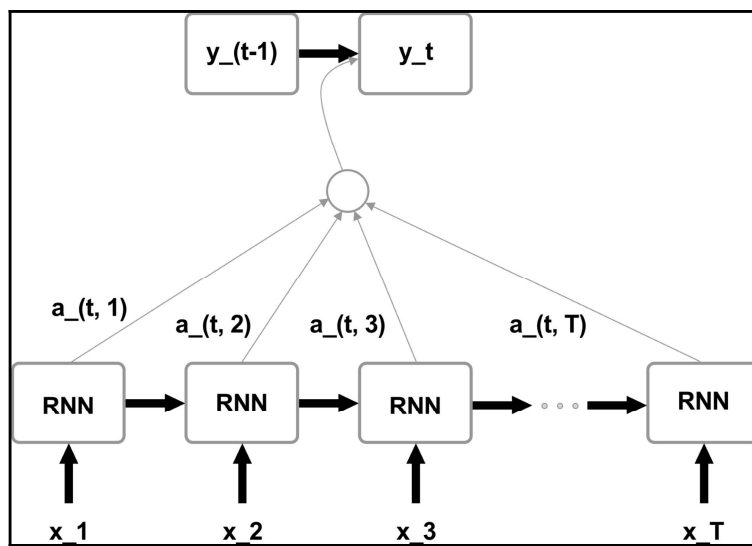 y_(t-1) y_t
a_(t, 1) a_(t, 2) a_(t, 3) a_(t, T)
RNN RNN RNN RNN
x_1 x_2 x_3 x_T